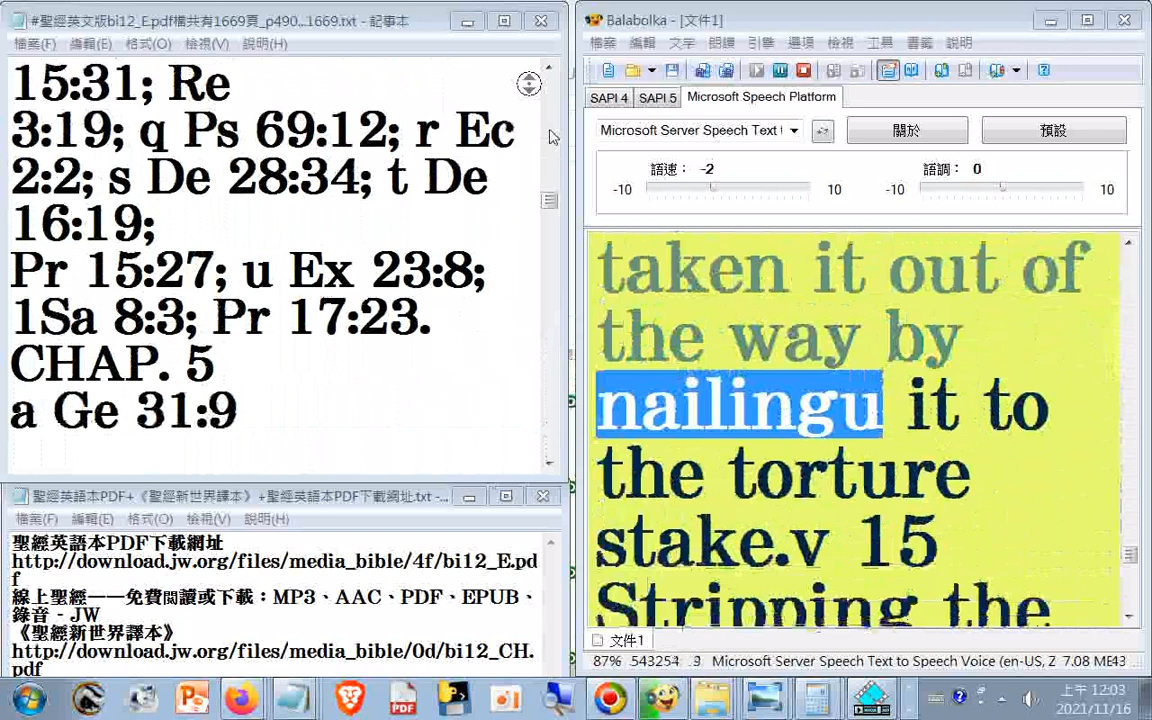 #聖經英文版bi12_E.pdf檔共有1669頁_p490...1669.txt - 記事本
檔案(F) 編輯(E) 格式(O) 檢視(V) 說明(H)
15:31; Re
3:19; q Ps 69:12; r Ec
2:2; s De 28:34; t De
16:19;
Pr 15:27; u Ex 23:8;
1Sa 8:3; Pr 17:23.
CHAP. 5
a Ge 31:9
聖經英語本PDF+《聖經新世界譯本》+聖經英語本PDF下載網址.txt -...
檔案(F) 編輯(E) 格式(O) 檢視(V) 說明(H)
聖經英語本PDF下載網址
http://download.jw.org/files/media_bible/4f/bi12_E.pd
f
線上聖經——免費閱讀或下載：MP3、AAC、PDF、EPUB、
錄音 - JW
《聖經新世界譯本》
http://download.jw.org/files/media_bible/0d/bi12_CH.
pdf
Balabolka - [文件1]
檔案 編輯 文字 朗讀 引擎 選項 檢視 工具 書籤 說明
SAPI 4 SAPI 5 Microsoft Speech Platform
Microsoft Server Speech Text 關於 預設
語速： -2 語調： 0
-10 10 -10 10
taken it out of
the way by
nailingu it to
the torture
stake.v 15
Stripping the
文件1
87% 543254 Microsoft Server Speech Text to Speech Voice (en-US, Z 7.08 ME43
上午 12:03
2021/11/16